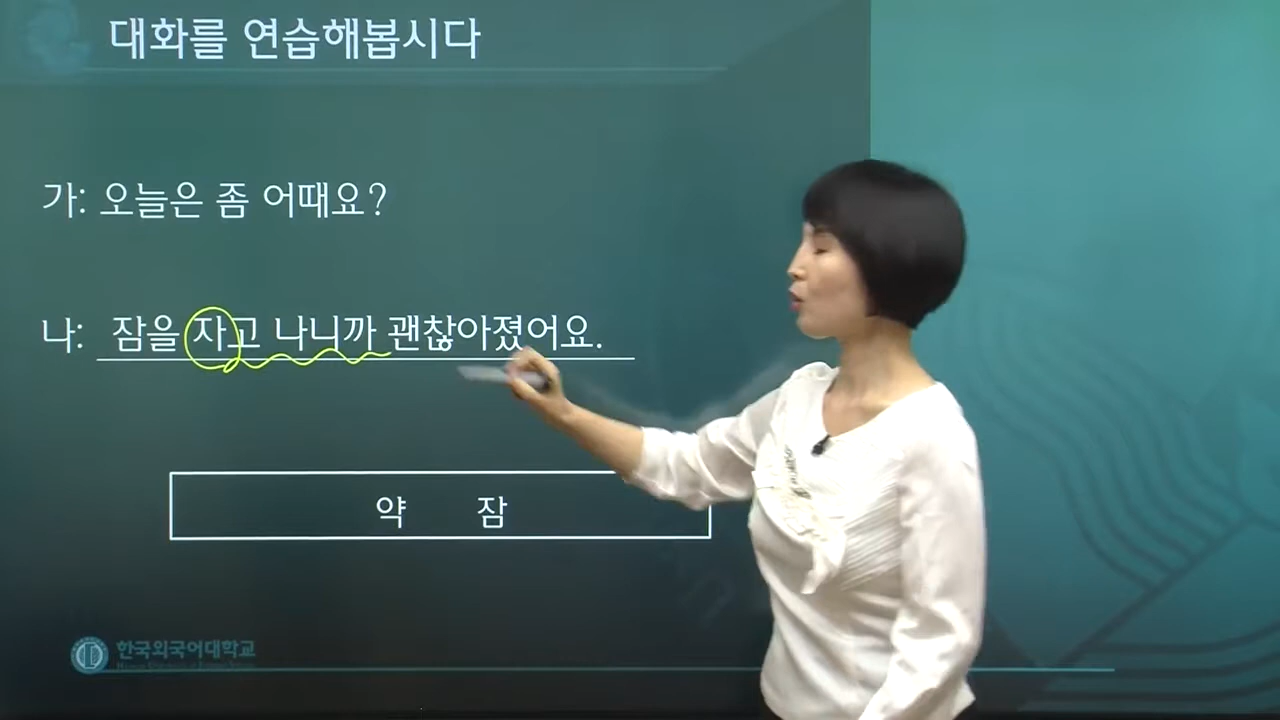 대화를 연습해봅시다
가: 오늘은 좀 어때요?
나: 잠을 자고 나니까 괜찮아졌어요.
약 잠
한국외국어대학교